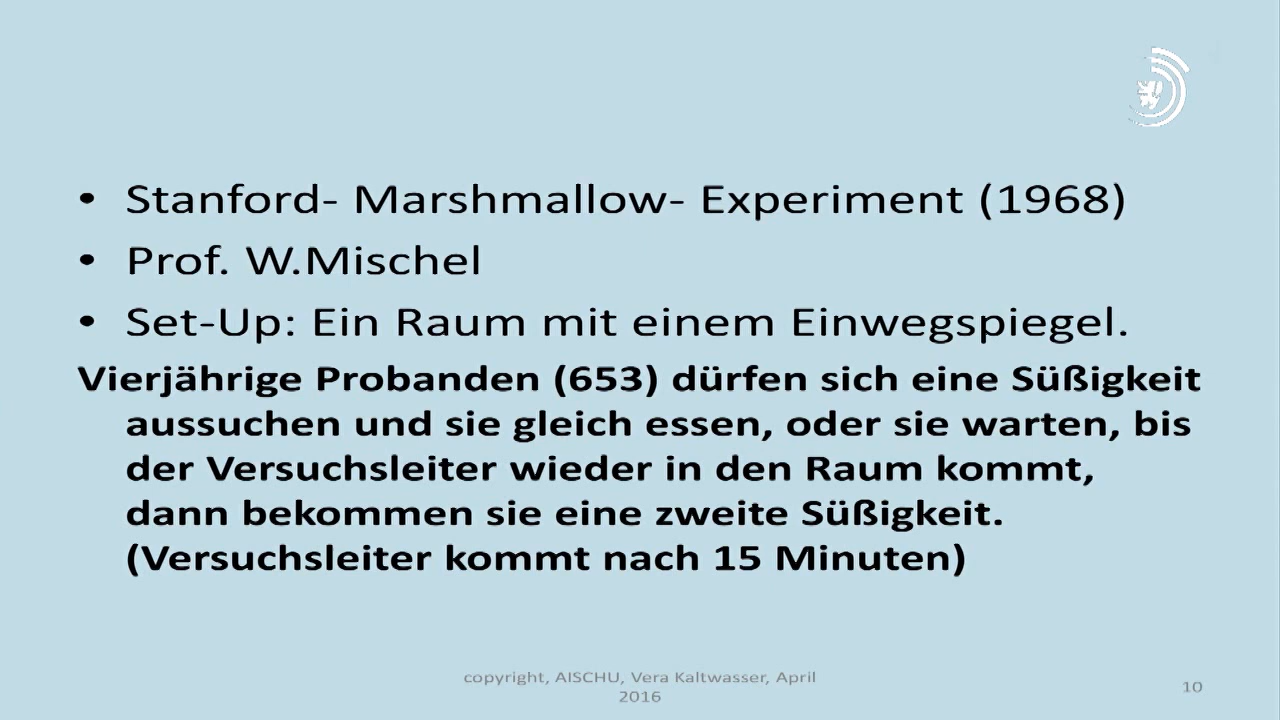 • Stanford- Marshmallow- Experiment (1968)
• Prof. W.Mischel
• Set-Up: Ein Raum mit einem Einwegspiegel.
Vierjährige Probanden (653) dürfen sich eine Süßigkeit
aussuchen und sie gleich essen, oder sie warten, bis
der Versuchsleiter wieder in den Raum kommt,
dann bekommen sie eine zweite Süßigkeit.
(Versuchsleiter kommt nach 15 Minuten)
copyright, AISCHU, Vera Kaltwasser, April
2016
10